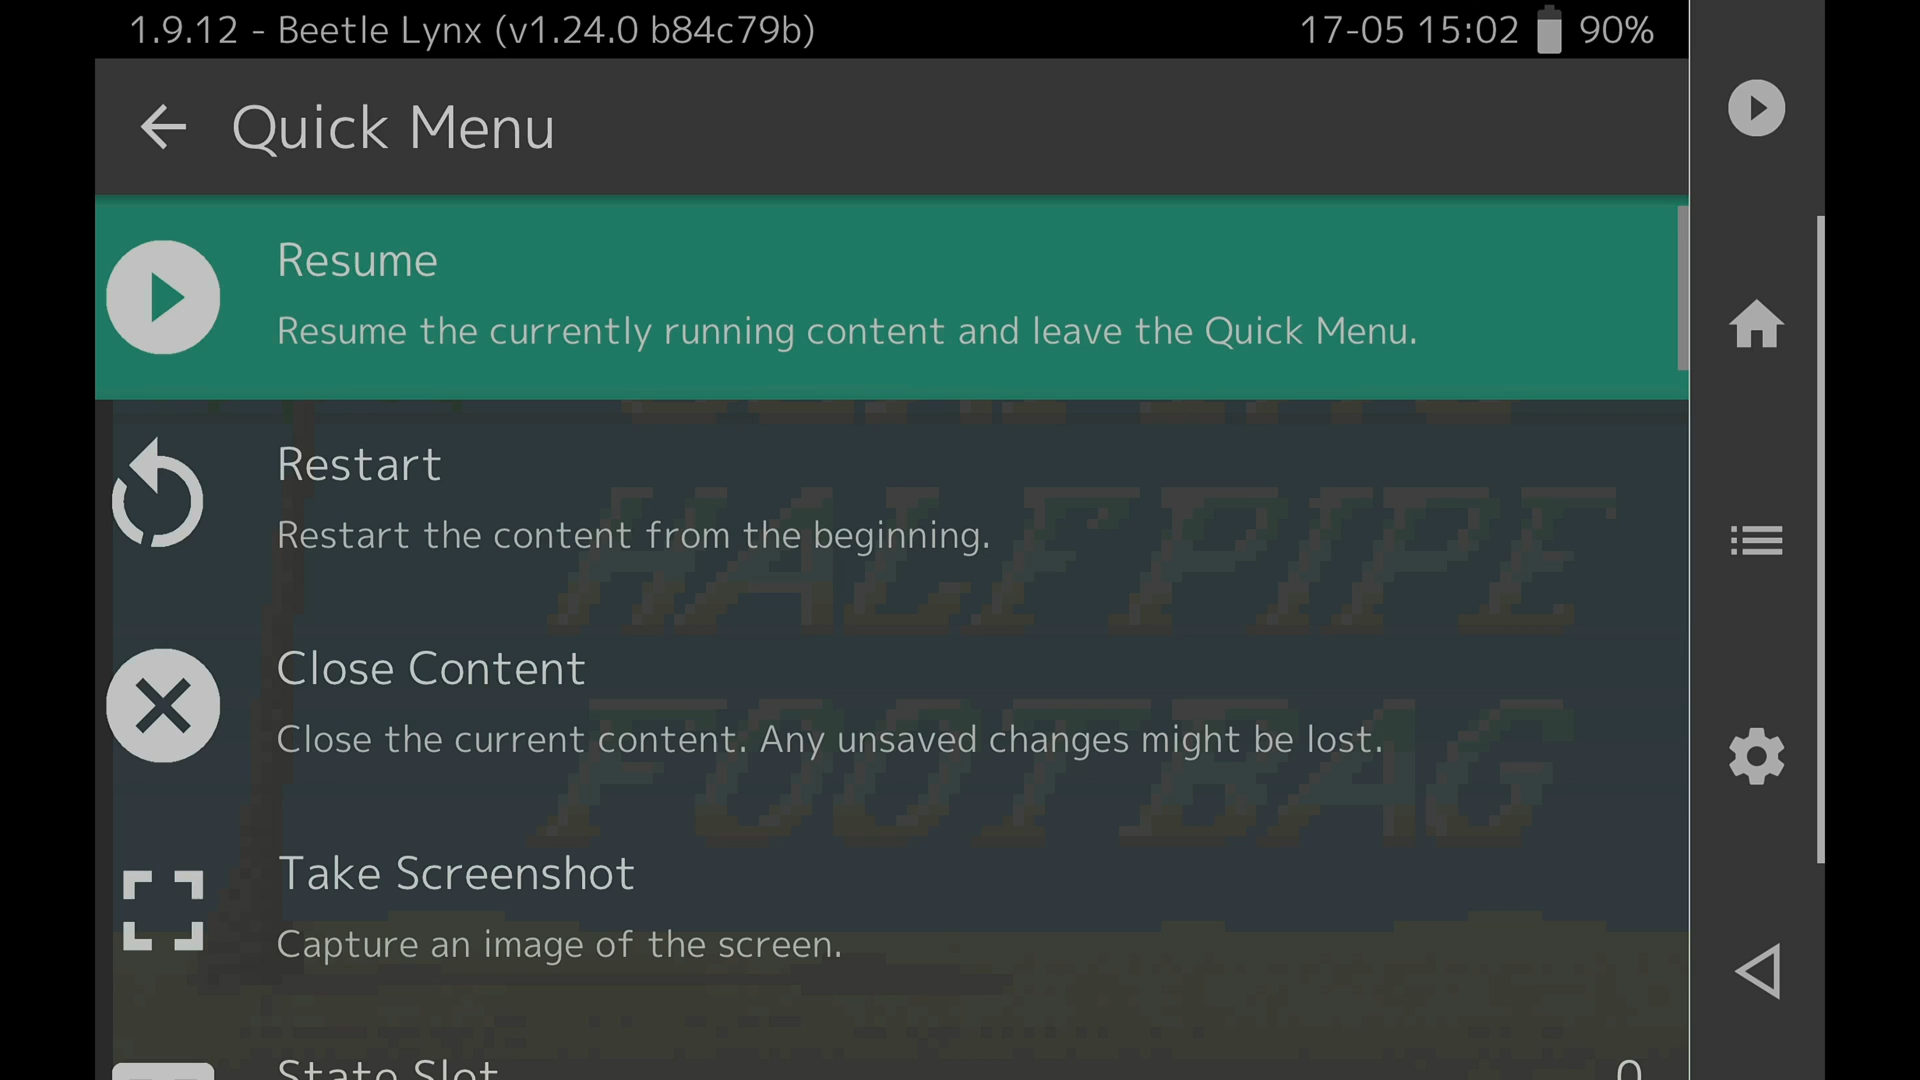 1.9.12 - Beetle Lynx (v1.24.0 b84c79b)
17-05 15:02 90%
Quick Menu
Resume
Resume the currently running content and leave the Quick Menu.
Restart
Restart the content from the beginning.
HALFPIPE
Close Content
Close the current content. Any unsaved changes might be lost.
FOOTBAG
Take Screenshot
Capture an image of the screen.
State Slot 0